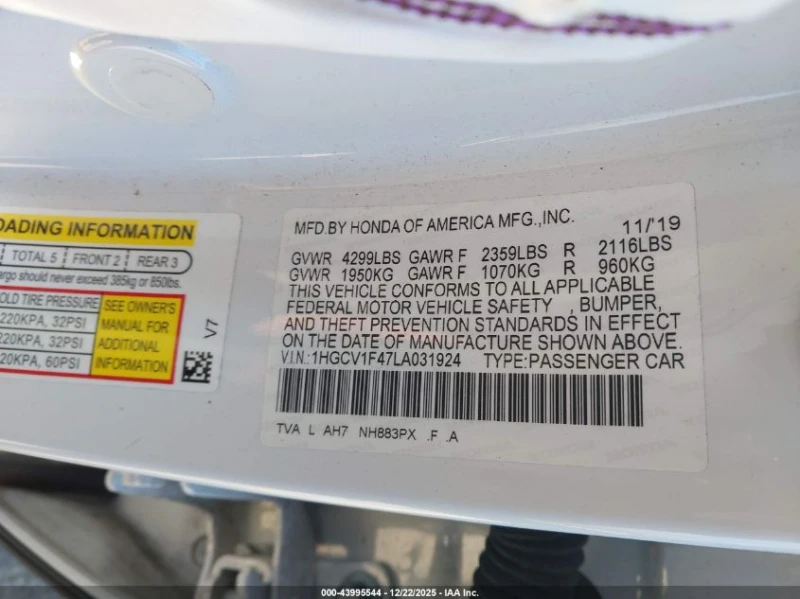 OADING INFORMATION
TOTAL 5 FRONT 2 REAR 3
argo should never exceed 385kg or 850lbs.
OLD TIRE PRESSURE
220KPA, 32PSI
220KPA, 32PSI
20KPA, 60PSI
SEE OWNER'S
MANUAL FOR
ADDITIONAL
INFORMATION
V7
MFD.BY HONDA OF AMERICA MFG.,INC. 11/'19
GVWR 4299LBS GAWR F 2359LBS R 2116LBS
GVWR 1950KG GAWR F 1070KG R 960KG
THIS VEHICLE CONFORMS TO ALL APPLICABLE
FEDERAL MOTOR VEHICLE SAFETY , BUMPER,
AND THEFT PREVENTION STANDARDS IN EFFECT
ON THE DATE OF MANUFACTURE SHOWN ABOVE.
V.I.N.:1HGCV1F47LA031924 TYPE:PASSENGER CAR
TVA L AH7 NH883PX .F .A
000-43995544 - 12/22/2025 - IAA Inc.